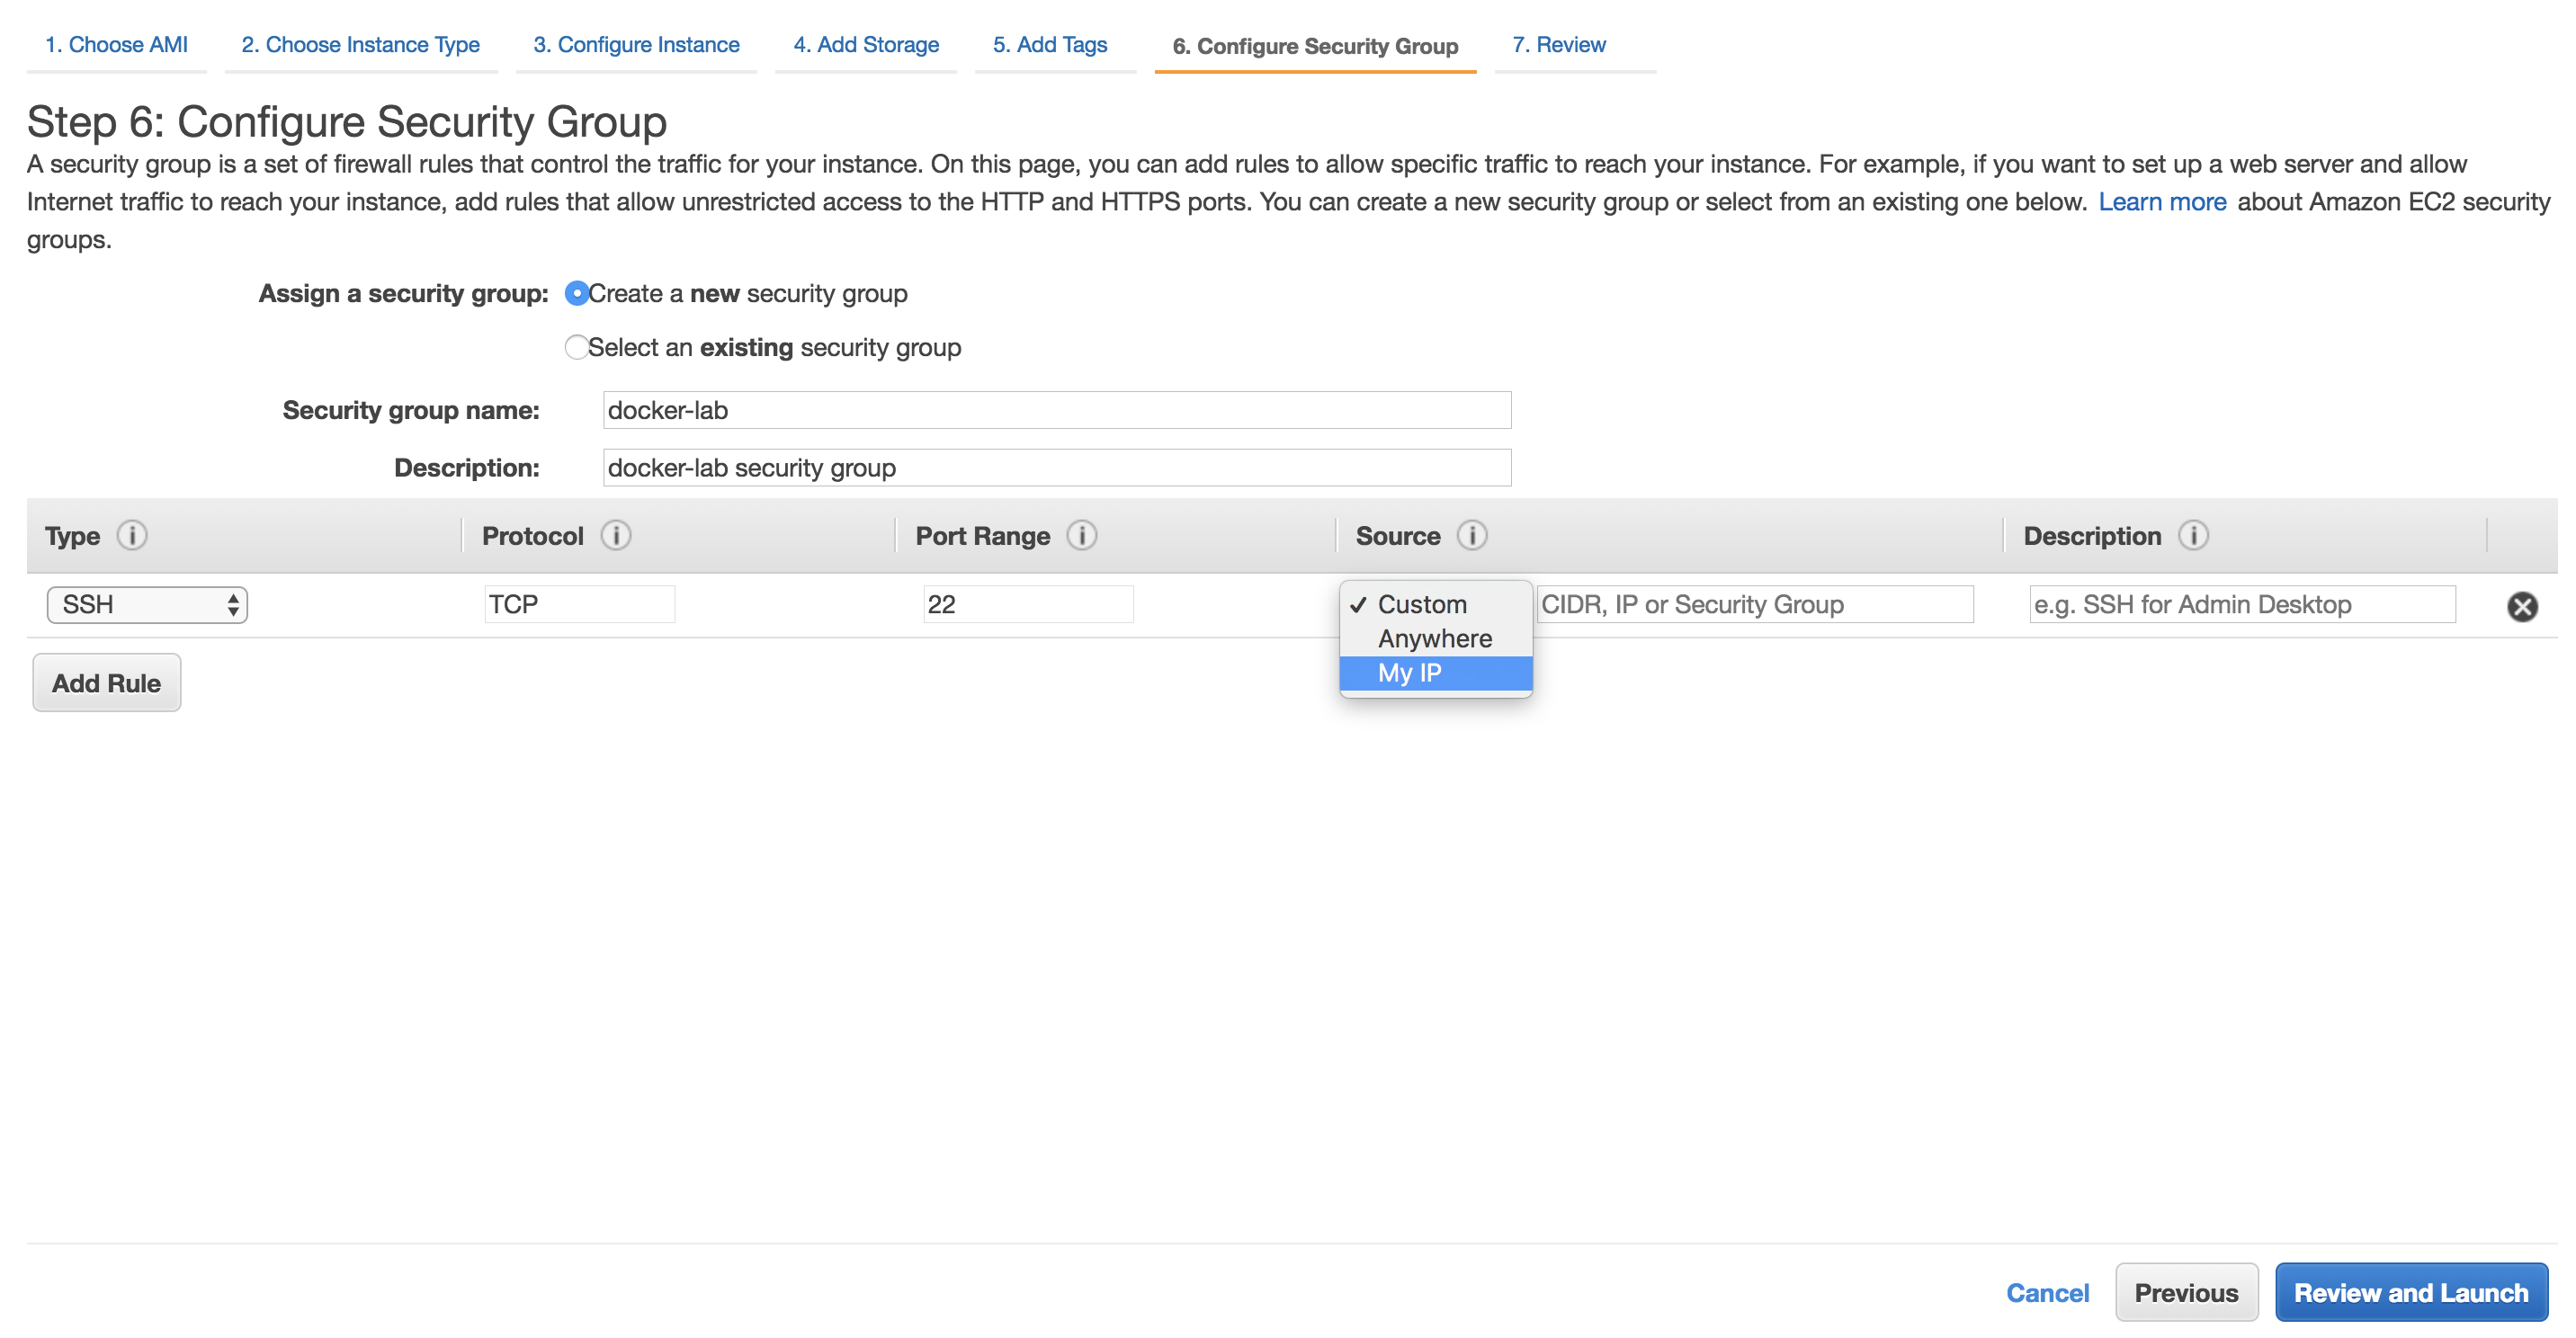 1. Choose AMI 2. Choose Instance Type 3. Configure Instance 4. Add Storage 5. Add Tags 6. Configure Security Group 7. Review
Step 6: Configure Security Group
A security group is a set of firewall rules that control the traffic for your instance. On this page, you can add rules to allow specific traffic to reach your instance. For example, if you want to set up a web server and allow
Internet traffic to reach your instance, add rules that allow unrestricted access to the HTTP and HTTPS ports. You can create a new security group or select from an existing one below. Learn more about Amazon EC2 security
groups.
Assign a security group: Create a new security group
Select an existing security group
Security group name: docker-lab
Description: docker-lab security group
Type i Protocol i Port Range i Source i Description i
SSH TCP 22 ✓ Custom CIDR, IP or Security Group e.g. SSH for Admin Desktop
Anywhere
My IP
Add Rule
Cancel Previous Review and Launch